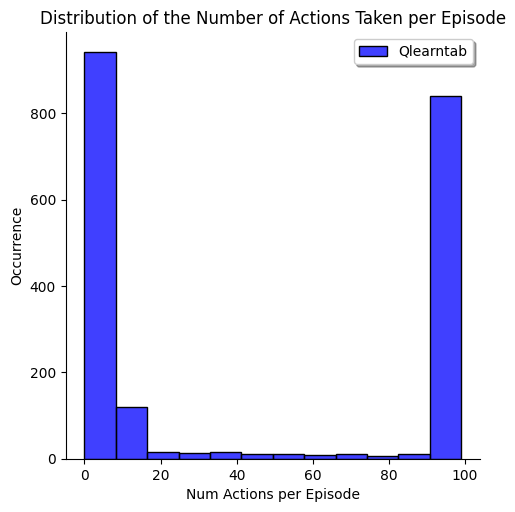 Distribution of the Number of Actions Taken per Episode
Qlearntab
Occurrence
800
600
400
200
0
0 20 40 60 80 100
Num Actions per Episode